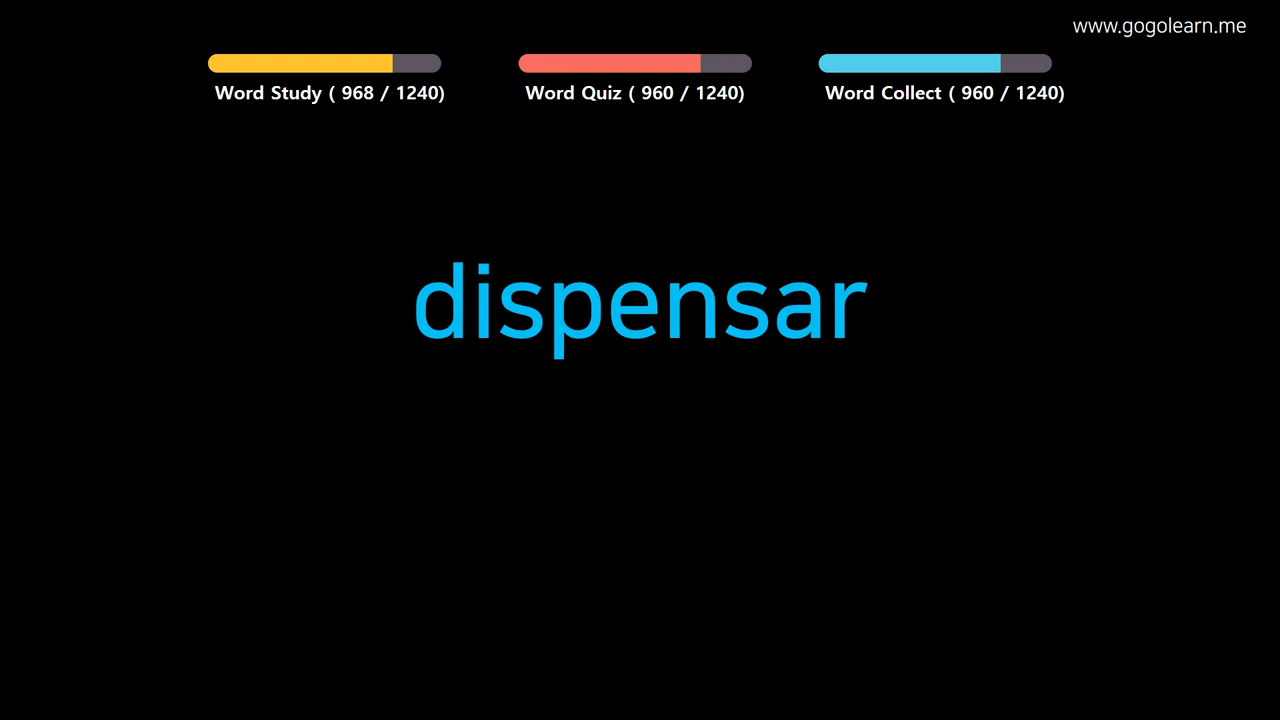 www.gogolearn.me
Word Study ( 968 / 1240)
Word Quiz ( 960 / 1240)
Word Collect ( 960 / 1240)
dispensar